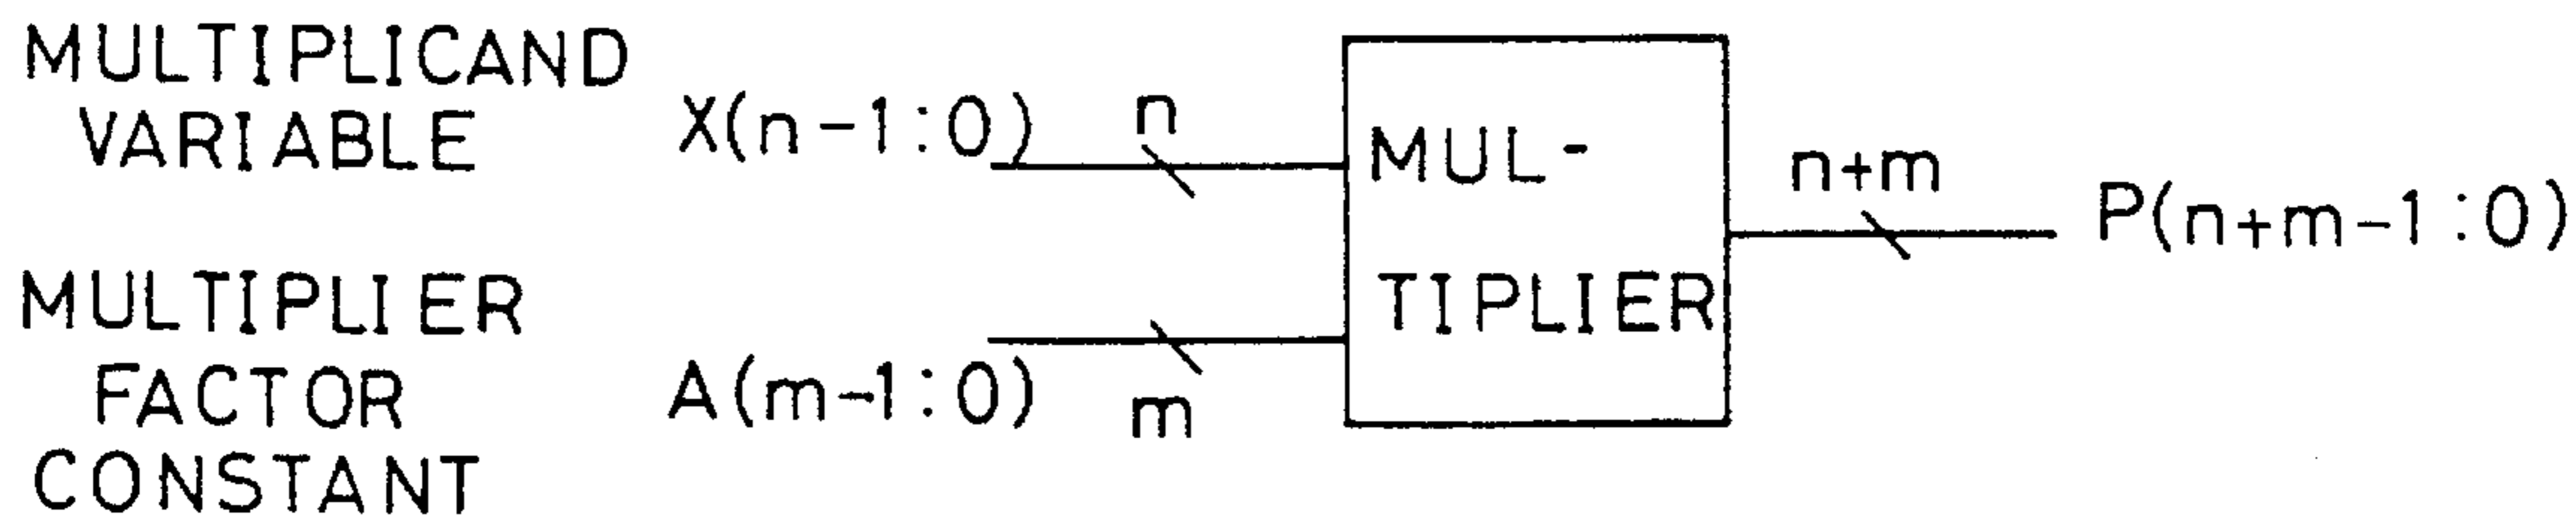 MULTIPLICAND
VARIABLE
X(n-1:0)
n
MUL-
TIPLIER
n+m
P(n+m-1:0)
MULTIPLIER
FACTOR
CONSTANT
A(m-1:0)
m